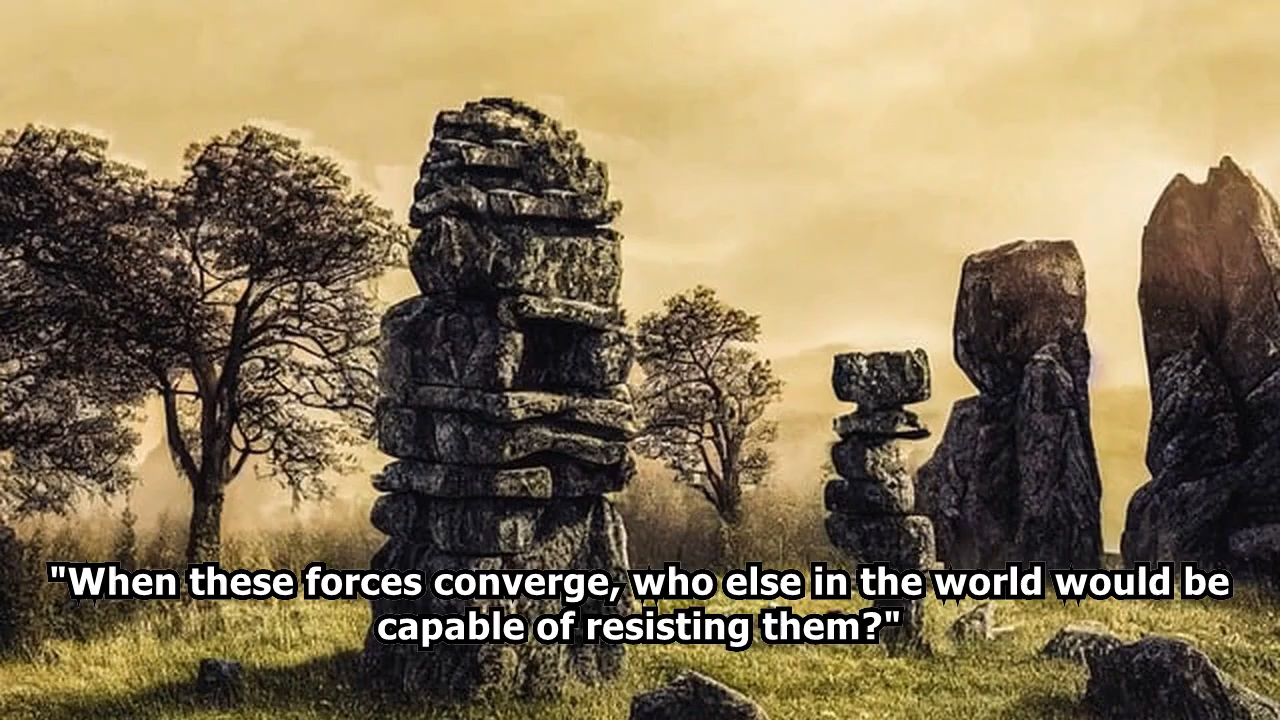 "When these forces converge, who else in the world would be
capable of resisting them?"